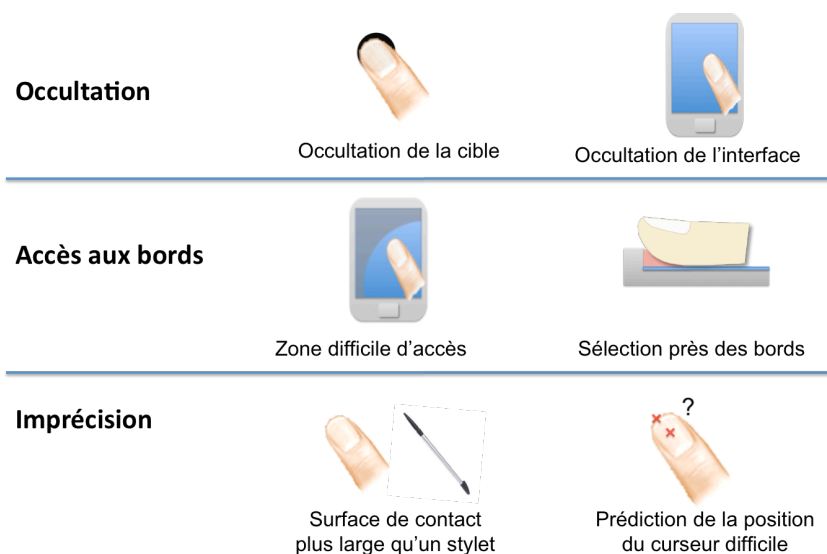 Occultation
Occultation de la cible
Occultation de l'interface
Accès aux bords
Zone difficile d'accès
Sélection près des bords
Imprécision
?
Surface de contact
plus large qu'un stylet
Prédiction de la position
du curseur difficile